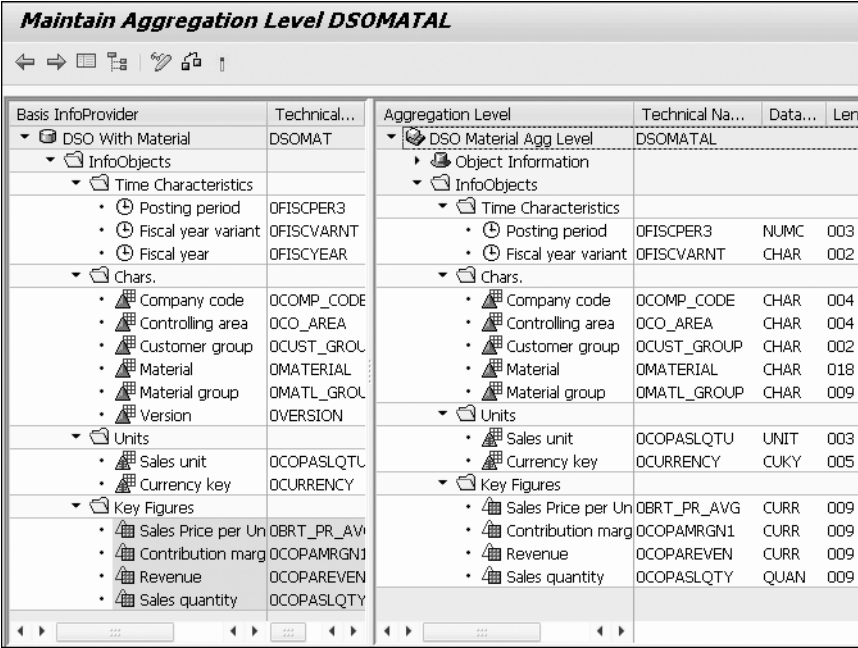 Maintain Aggregation Level DSOMATAL
Basis InfoProvider Technical...
DSO With Material DSOMAT
InfoObjects
Time Characteristics
Posting period 0FISCPER3
Fiscal year variant 0FISCVARNT
Fiscal year 0FISCYEAR
Chars.
Company code 0COMP_CODE
Controlling area 0CO_AREA
Customer group 0CUST_GROU
Material 0MATERIAL
Material group 0MATL_GROU
Version 0VERSION
Units
Sales unit 0COPASLQTU
Currency key 0CURRENCY
Key Figures
Sales Price per Un 0BRT_PR_AV
Contribution marg 0COPAMRGN1
Revenue 0COPAREVEN
Sales quantity 0COPASLQTY
Aggregation Level Technical Na... Data... Len
DSO Material Agg Level DSOMATAL
Object Information
InfoObjects
Time Characteristics
Posting period 0FISCPER3 NUMC 003
Fiscal year variant 0FISCVARNT CHAR 002
Chars.
Company code 0COMP_CODE CHAR 004
Controlling area 0CO_AREA CHAR 004
Customer group 0CUST_GROUP CHAR 002
Material 0MATERIAL CHAR 018
Material group 0MATL_GROUP CHAR 009
Units
Sales unit 0COPASLQTU UNIT 003
Currency key 0CURRENCY CUKY 005
Key Figures
Sales Price per Un 0BRT_PR_AVG CURR 009
Contribution marg 0COPAMRGN1 CURR 009
Revenue 0COPAREVEN CURR 009
Sales quantity 0COPASLQTY QUAN 009